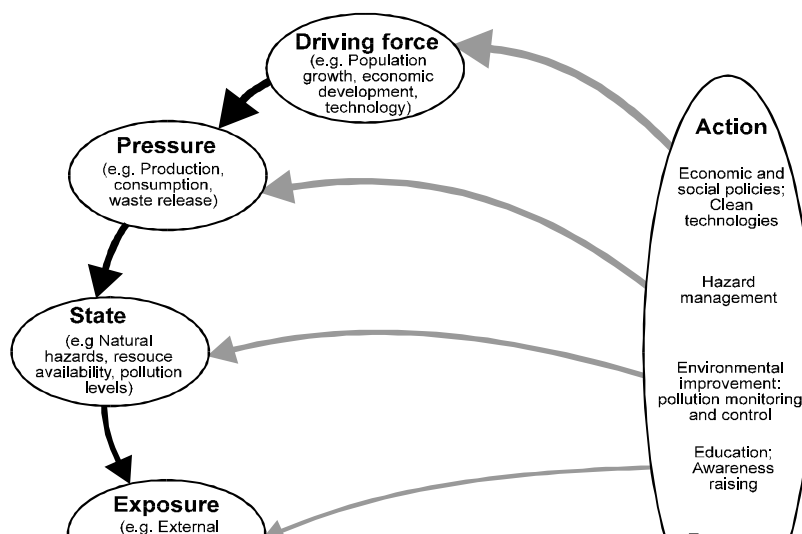 Driving force
(e.g. Population
growth, economic
development,
technology)
Pressure
(e.g. Production,
consumption,
waste release)
State
(e.g Natural
hazards, resouce
availability, pollution
levels)
Exposure
(e.g. External
Action
Economic and
social policies;
Clean
technologies
Hazard
management
Environmental
improvement:
pollution monitoring
and control
Education;
Awareness
raising